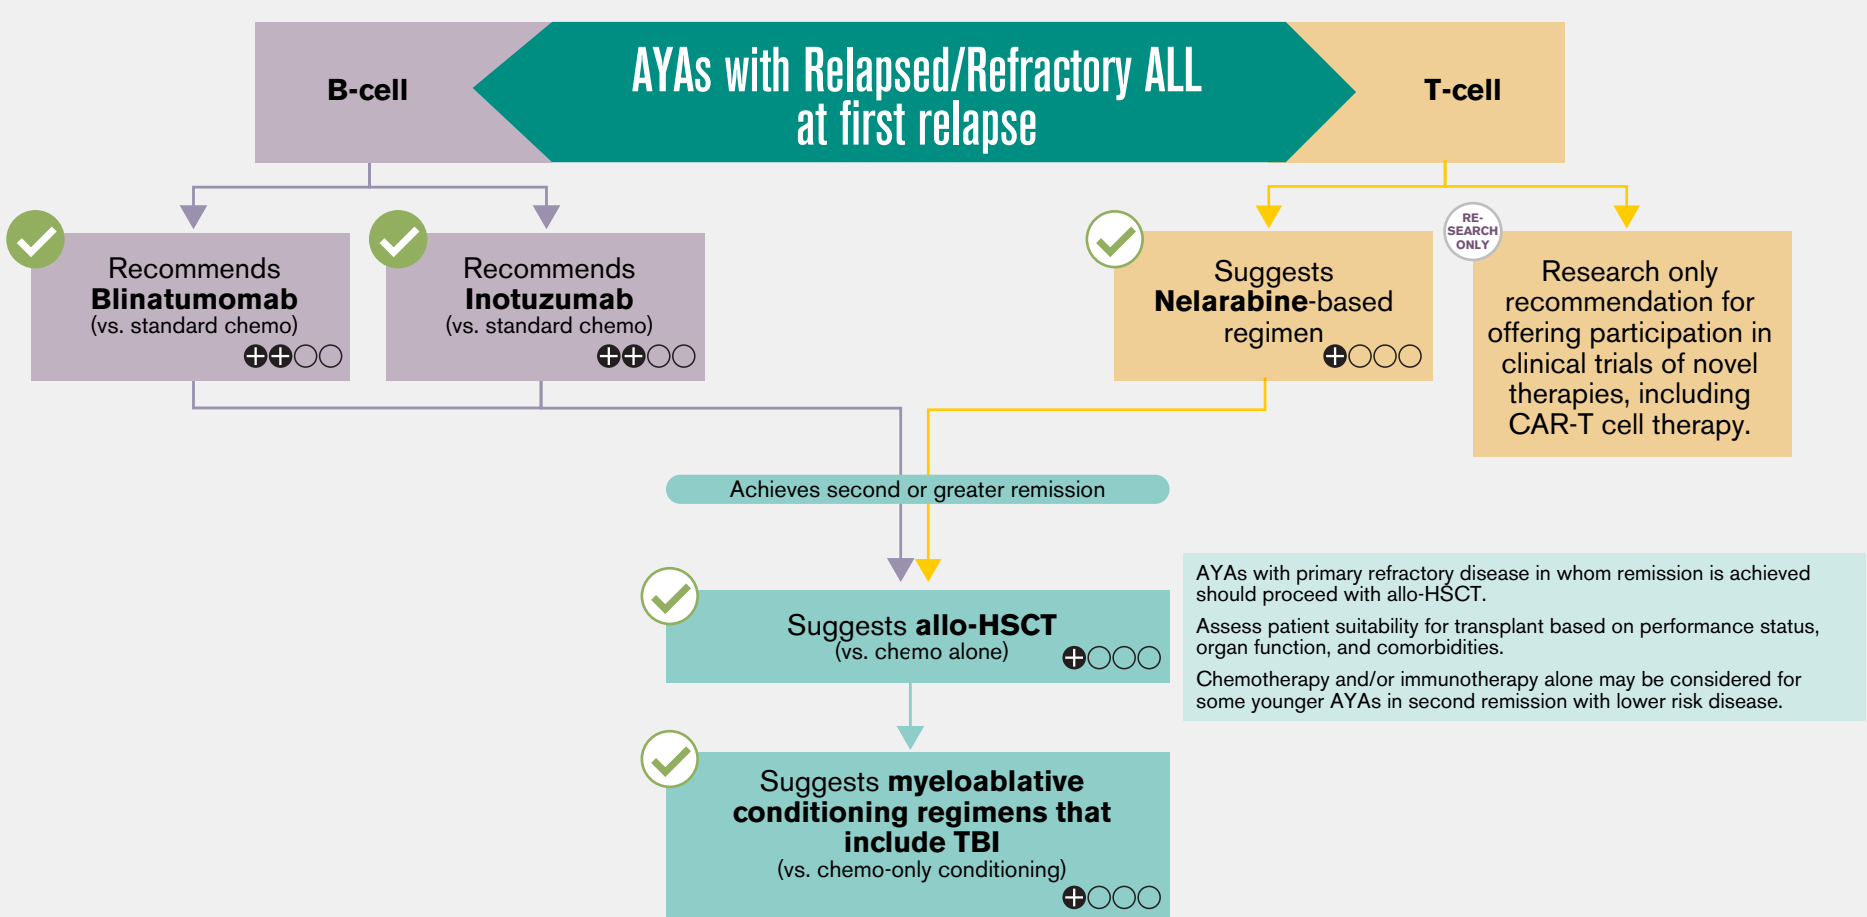 AYAs with Relapsed/Refractory ALL
at first relapse
B-cell
T-cell
Recommends
Blinatumomab
(vs. standard chemo)
Recommends
Inotuzumab
(vs. standard chemo)
Suggests
Nelarabine-based
regimen
RE-
SEARCH
ONLY
Research only
recommendation for
offering participation in
clinical trials of novel
therapies, including
CAR-T cell therapy.
Achieves second or greater remission
Suggests allo-HSCT
(vs. chemo alone)
AYAs with primary refractory disease in whom remission is achieved
should proceed with allo-HSCT.
Assess patient suitability for transplant based on performance status,
organ function, and comorbidities.
Chemotherapy and/or immunotherapy alone may be considered for
some younger AYAs in second remission with lower risk disease.
Suggests myeloablative
conditioning regimens that
include TBI
(vs. chemo-only conditioning)